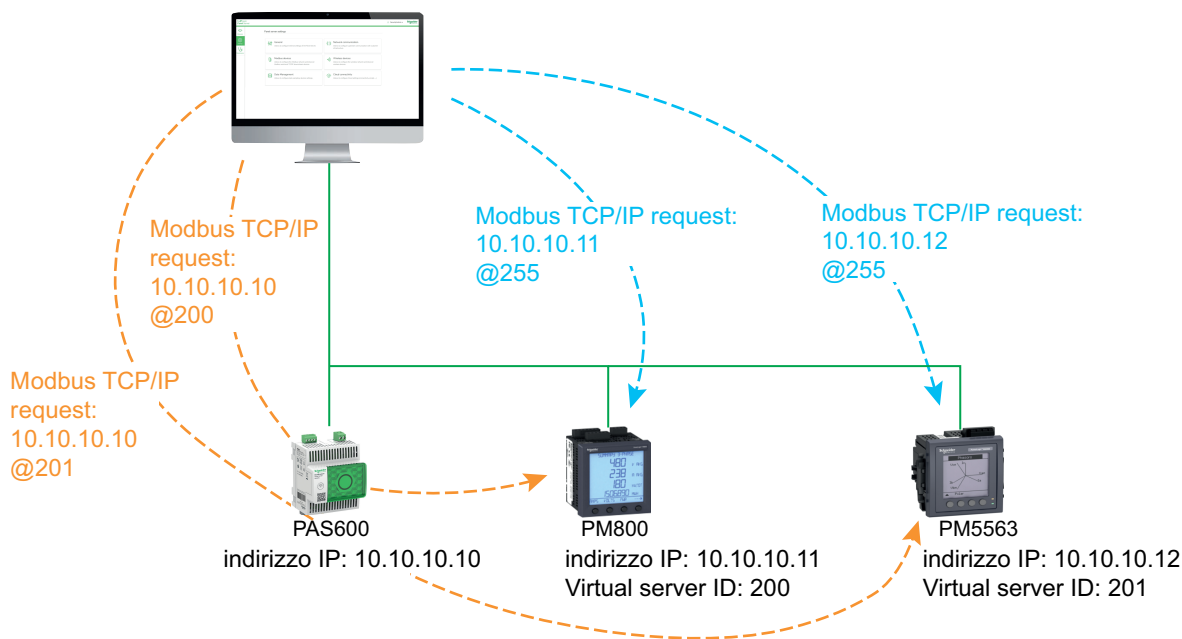 Modbus TCP/IP
request:
10.10.10.10
@200
Modbus TCP/IP request:
10.10.10.11
@255
Modbus TCP/IP request:
10.10.10.12
@255
Modbus TCP/IP
request:
10.10.10.10
@201
PAS600
indirizzo IP: 10.10.10.10
PM800
indirizzo IP: 10.10.10.11
Virtual server ID: 200
PM5563
indirizzo IP: 10.10.10.12
Virtual server ID: 201